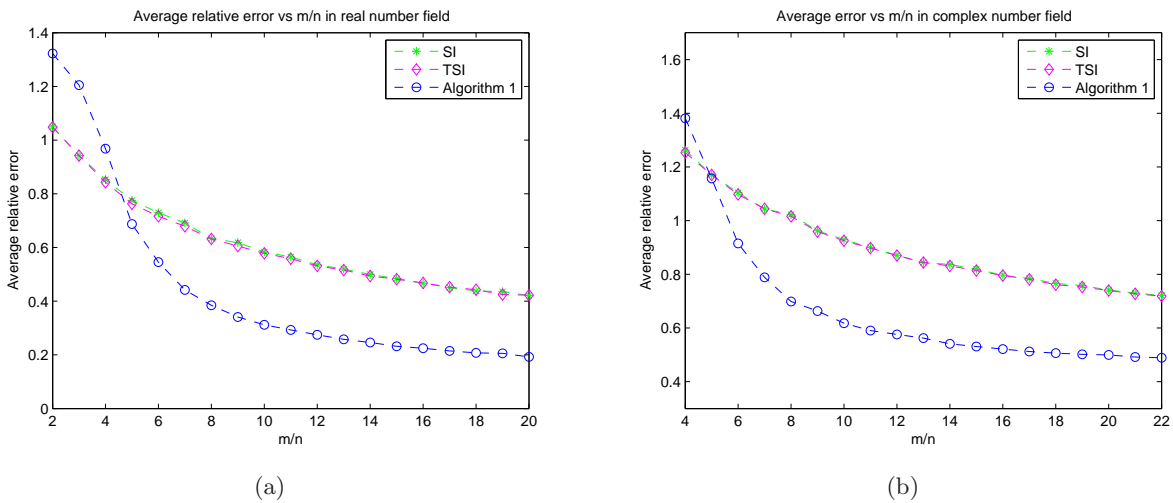 Average relative error vs m/n in real number field
1.4
1.2
1
0.8
0.6
0.4
0.2
0
Average relative error
2 4 6 8 10 12 14 16 18 20
m/n
SI
TSI
Algorithm 1
(a)
Average error vs m/n in complex number field
1.6
1.4
1.2
1
0.8
0.6
0.4
Average relative error
4 6 8 10 12 14 16 18 20 22
m/n
SI
TSI
Algorithm 1
(b)